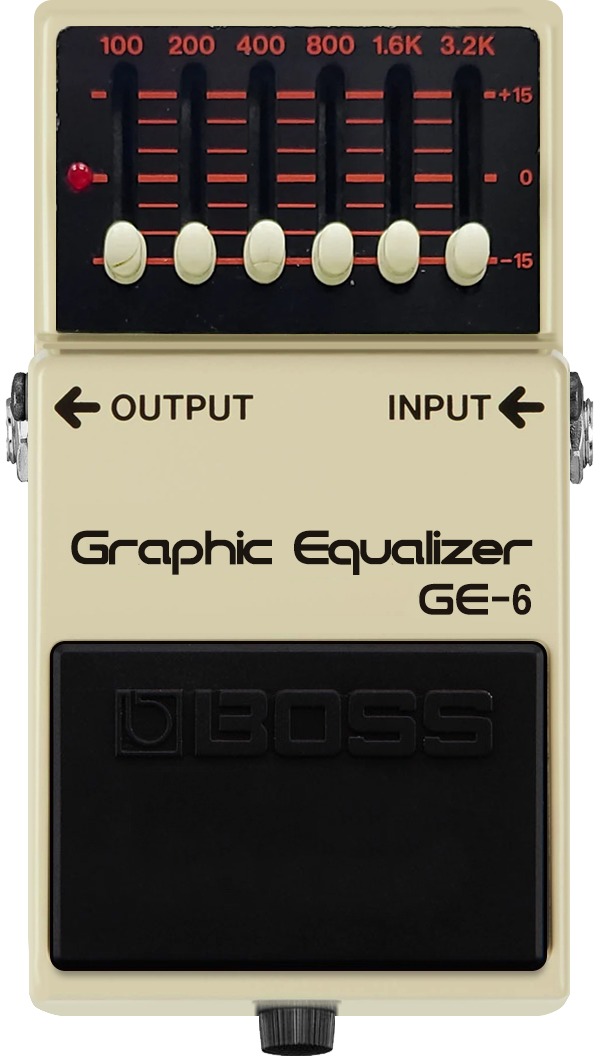 100 200 400 800 1.6K 3.2K
+15
0
-15
← OUTPUT INPUT ←
Graphic Equalizer
GE-6
b BOSS